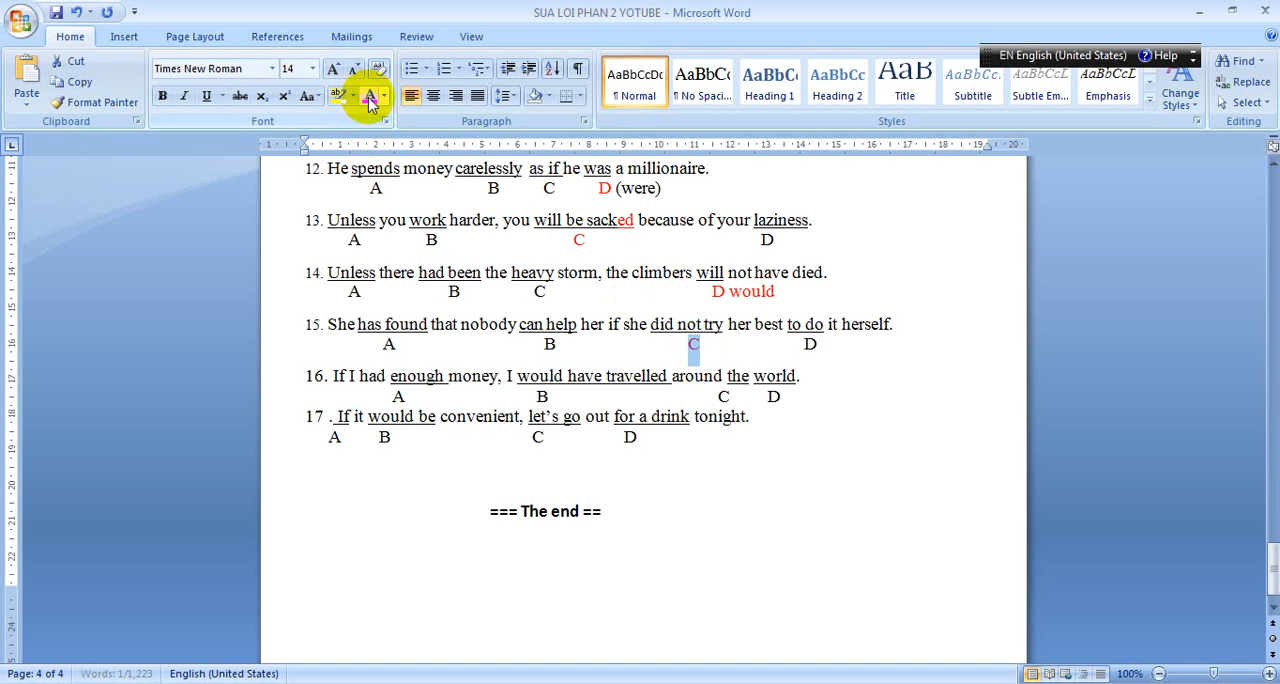 SUA LOI PHAN 2 YOTUBE - Microsoft Word
Home Insert Page Layout References Mailings Review View
EN English (United States) Help
Paste
Cut
Copy
Format Painter
Clipboard
Times New Roman 14
Font
Paragraph
AaBbCcDc AaBbCcDc AaBbCc AaBbCc AaB AaBbCcL AaBbCcL AaBbCcL
¶ Normal ¶ No Spaci... Heading 1 Heading 2 Title Subtitle Subtle Em... Emphasis
Change Styles
Styles
Find
Replace
Select
Editing
12. He spends money carelessly as if he was a millionaire.
A B C D (were)
13. Unless you work harder, you will be sacked because of your laziness.
A B C D
14. Unless there had been the heavy storm, the climbers will not have died.
A B C D would
15. She has found that nobody can help her if she did not try her best to do it herself.
A B C D
16. If I had enough money, I would have travelled around the world.
A B C D
17 . If it would be convenient, let's go out for a drink tonight.
A B C D
=== The end ==
Page: 4 of 4 Words: 1/1,223 English (United States) 100%